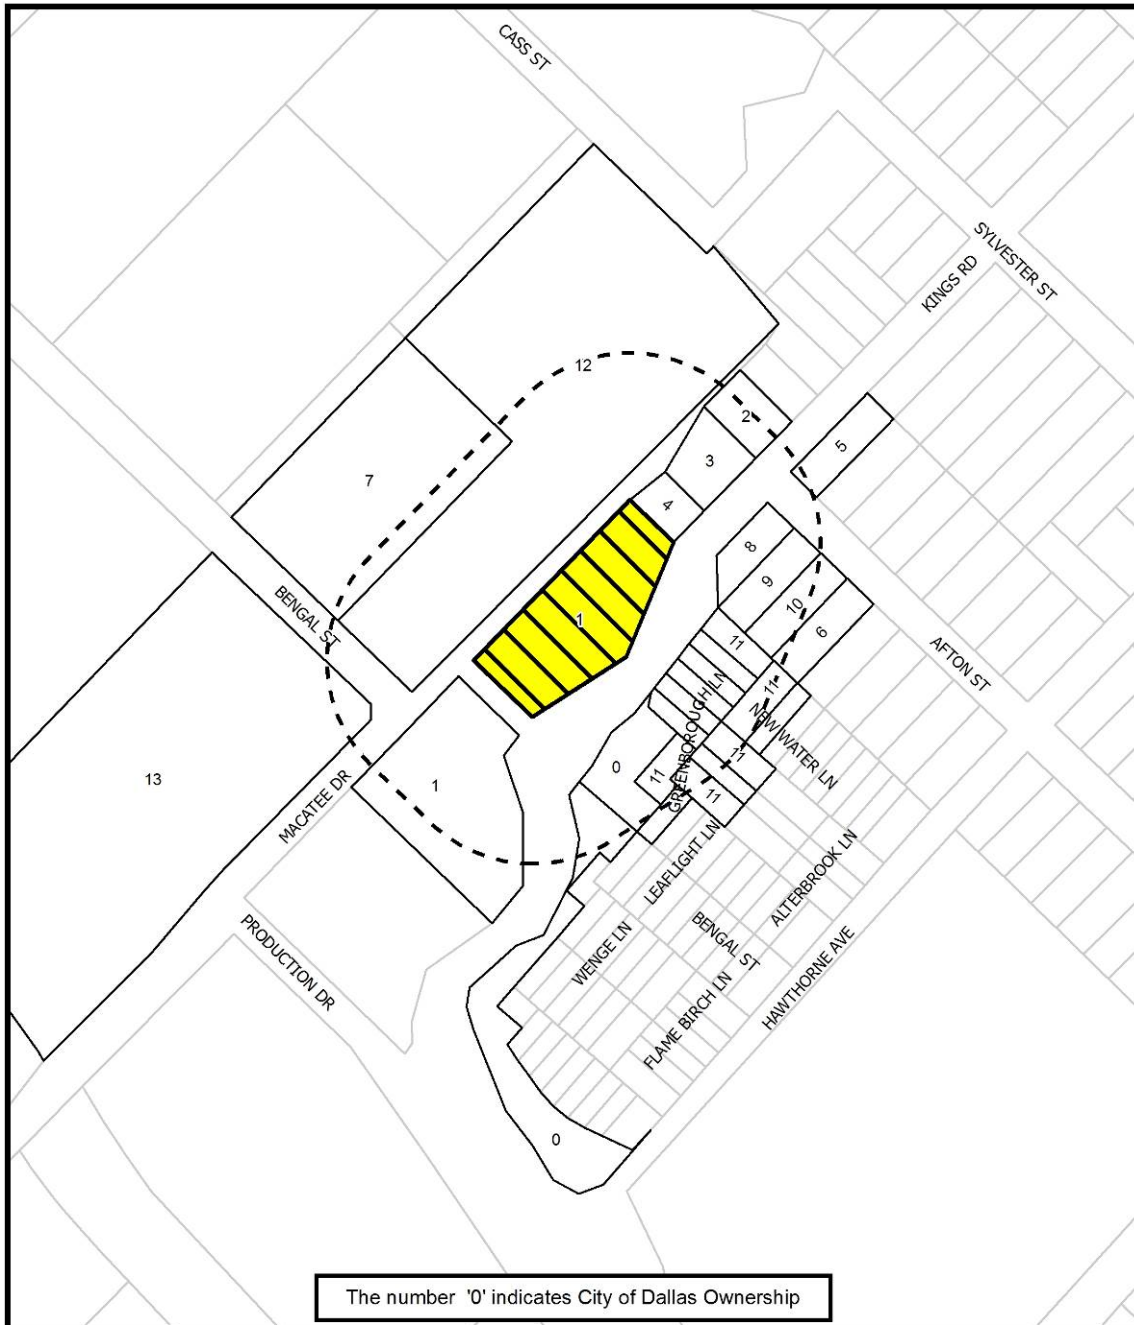 CASS ST
SYLVESTER ST
KINGS RD
12
2
5
3
7
4
8
9
BENGAL ST
10
1
6
11
AFTON ST
11
NEW WATER LN
GREENBOROUGH LN
11
0
11
13
1
11
MACATEE DR
LEAFLIGHT LN
ALTERBROOK LN
PRODUCTION DR
WENGE LN
BENGAL ST
HAWTHORNE AVE
FLAME BIRCH LN
0
The number '0' indicates City of Dallas Ownership